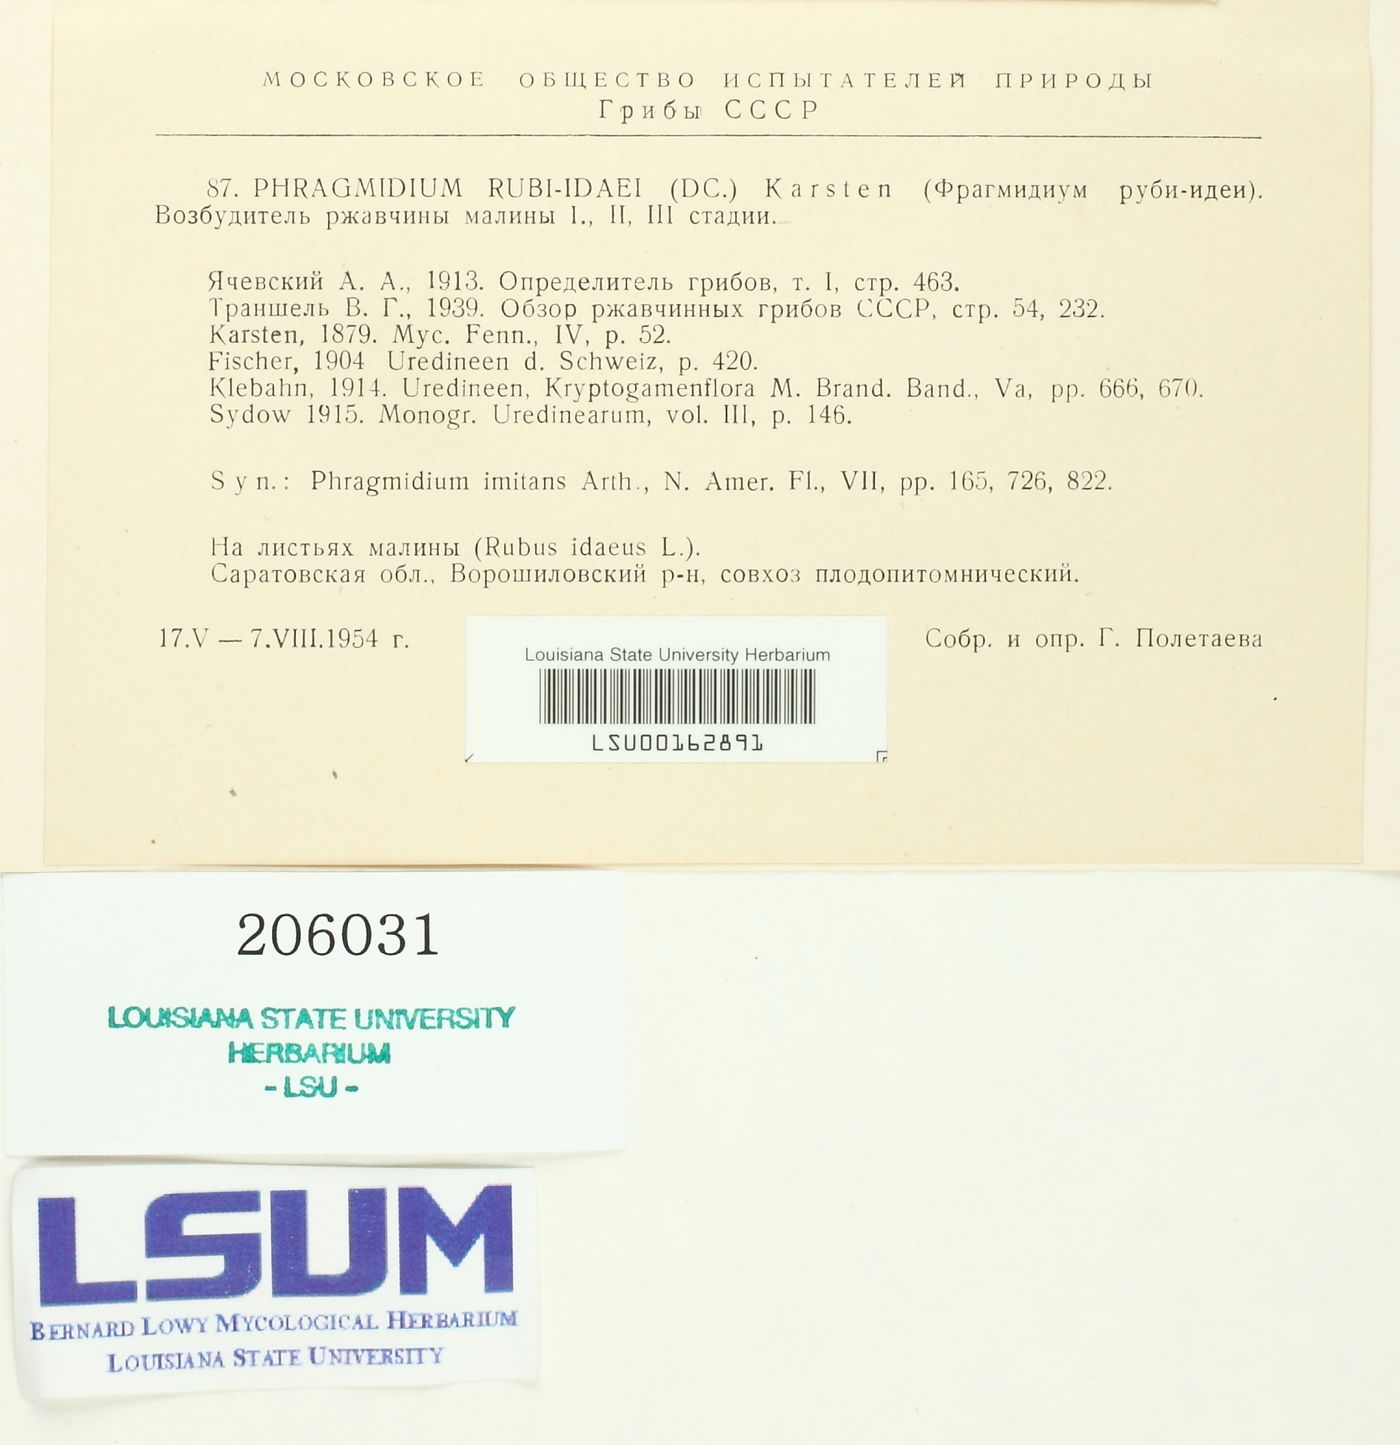 МОСКОВСКОЕ ОБЩЕСТВО ИСПЫТАТЕЛЕЙ ПРИРОДЫ
Грибы СССР
87. PHRAGMIDIUM RUBI-IDAEI (DC.) Karsten (Фрагмидиум руби-идеи).
Возбудитель ржавчины малины I., II, III стадии.
Ячевский А. А., 1913. Определитель грибов, т. I, стр. 463.
Траншель В. Г., 1939. Обзор ржавчинных грибов СССР, стр. 54, 232.
Karsten, 1879. Myc. Fenn., IV, p. 52.
Fischer, 1904 Uredineen d. Schweiz, p. 420.
Klebahn, 1914. Uredineen, Kryptogamenflora M. Brand. Band., Va, pp. 666, 670.
Sydow 1915. Monogr. Uredinearum, vol. III, p. 146.
Syn.: Phragmidium imitans Arth., N. Amer. Fl., VII, pp. 165, 726, 822.
На листьях малины (Rubus idaeus L.).
Саратовская обл., Ворошиловский р-н, совхоз плодопитомнический.
17.V — 7.VIII.1954 г.
Собр. и опр. Г. Полетаева
Louisiana State University Herbarium
LSU00162891
206031
LOUISIANA STATE UNIVERSITY
HERBARIUM
- LSU -
LSUM
BERNARD LOWY MYCOLOGICAL HERBARIUM
LOUISIANA STATE UNIVERSITY